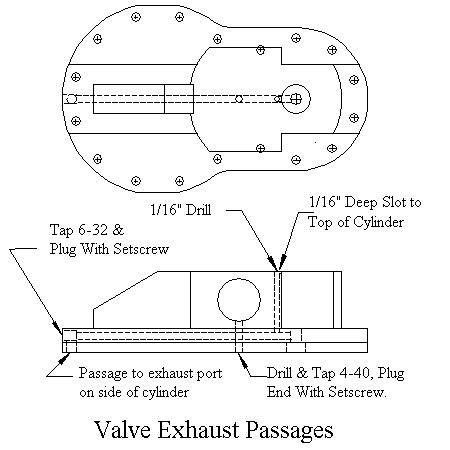 1/16" Drill
1/16" Deep Slot to
Top of Cylinder
Tap 6-32 &
Plug With Setscrew
Passage to exhaust port
on side of cylinder
Drill & Tap 4-40, Plug
End With Setscrew.
Valve Exhaust Passages